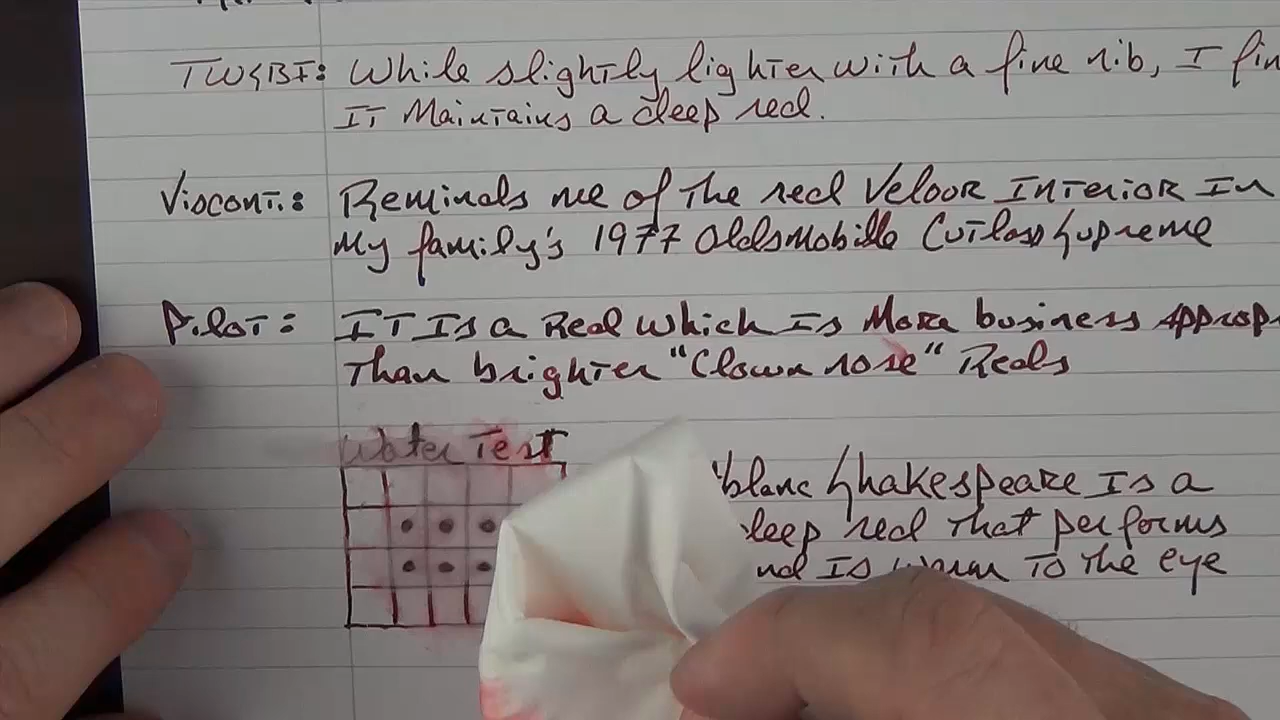 TWSBI: While slightly lighter with a fine nib, I fin
IT Maintains a deep red.
Visconti: Reminds me of The red Velour Interior In
My family's 1977 Oldsmobile Cutlass Supreme
Pilot: IT Is a Red which Is More business Approp
Than brighter "Clown nose" Reds
Water Test
blanc Shakespeare Is a
deep red That performs
nd Is warm To The eye